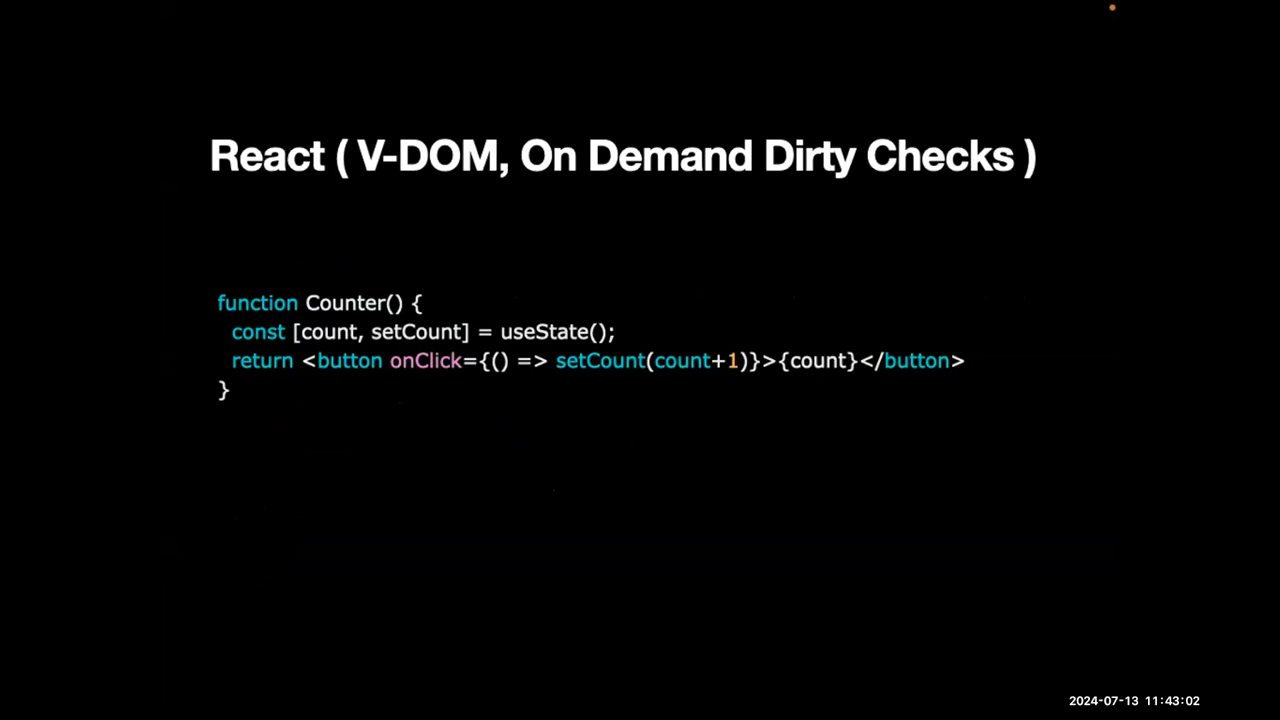 React ( V-DOM, On Demand Dirty Checks )
function Counter() {
  const [count, setCount] = useState();
  return <button onClick={() => setCount(count+1)}>{count}</button>
}
2024-07-13 11:43:02